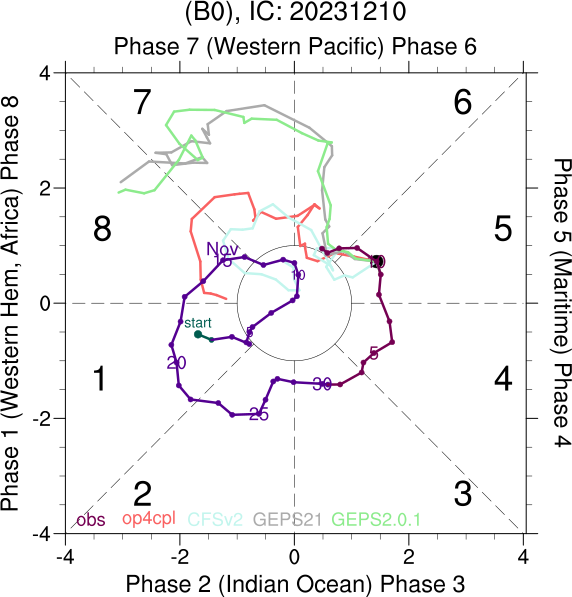 (B0), IC: 20231210
Phase 7 (Western Pacific) Phase 6
4
7
6
Phase 1 (Western Hem, Africa) Phase 8
Phase 5 (Maritime) Phase 4
2
8
5
Nov
15
10
start
5
0
20
5
1
4
30
25
-2
2
3
obs op4cpl CFSv2 GEPS21 GEPS2.0.1
-4
-4 -2 0 2 4
Phase 2 (Indian Ocean) Phase 3